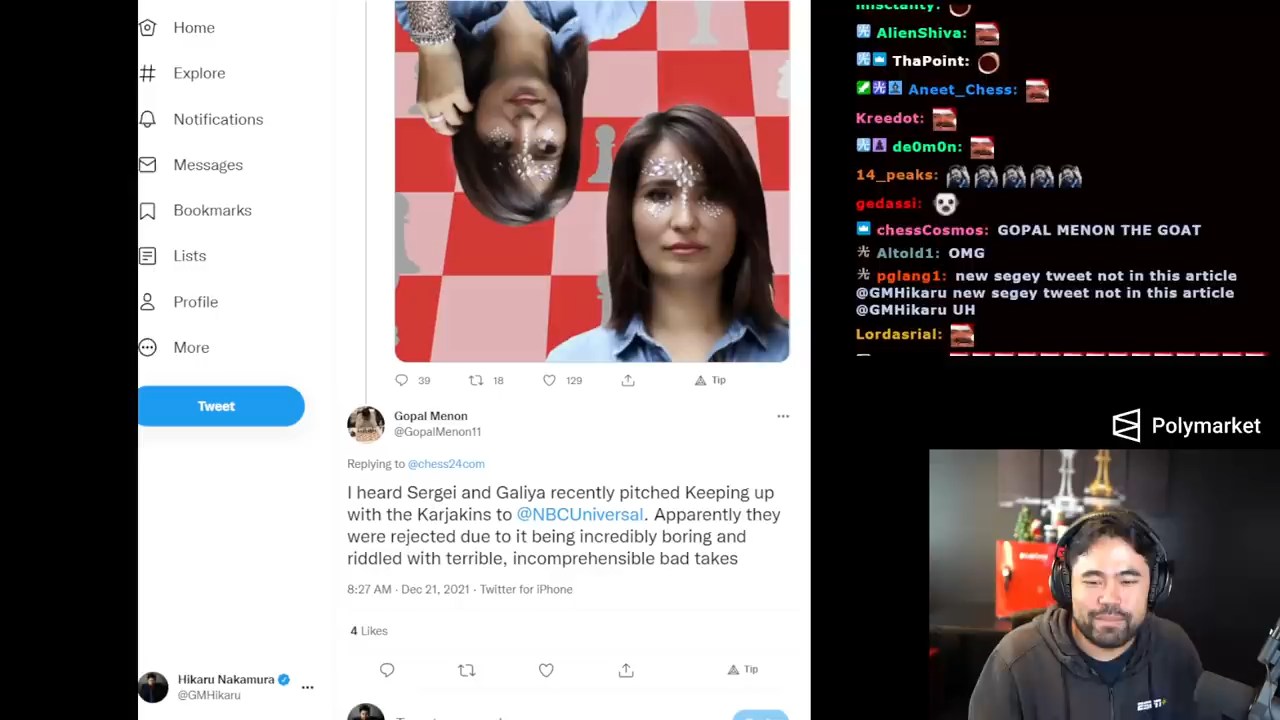 Home
Explore
Notifications
Messages
Bookmarks
Lists
Profile
More
Tweet
Hikaru Nakamura
@GMHikaru
39
18
129
Tip
Gopal Menon
@GopalMenon11
Replying to @chess24com
I heard Sergei and Galiya recently pitched Keeping up
with the Karjakins to @NBCUniversal. Apparently they
were rejected due to it being incredibly boring and
riddled with terrible, incomprehensible bad takes
8:27 AM · Dec 21, 2021 · Twitter for iPhone
4 Likes
Tip
AlienShiva:
ThaPoint:
Aneet_Chess:
Kreedot:
de0m0n:
14_peaks:
gedassi:
chessCosmos: GOPAL MENON THE GOAT
Altold1: OMG
pglang1: new segey tweet not in this article
@GMHikaru new segey tweet not in this article
@GMHikaru UH
Lordasrial:
Polymarket